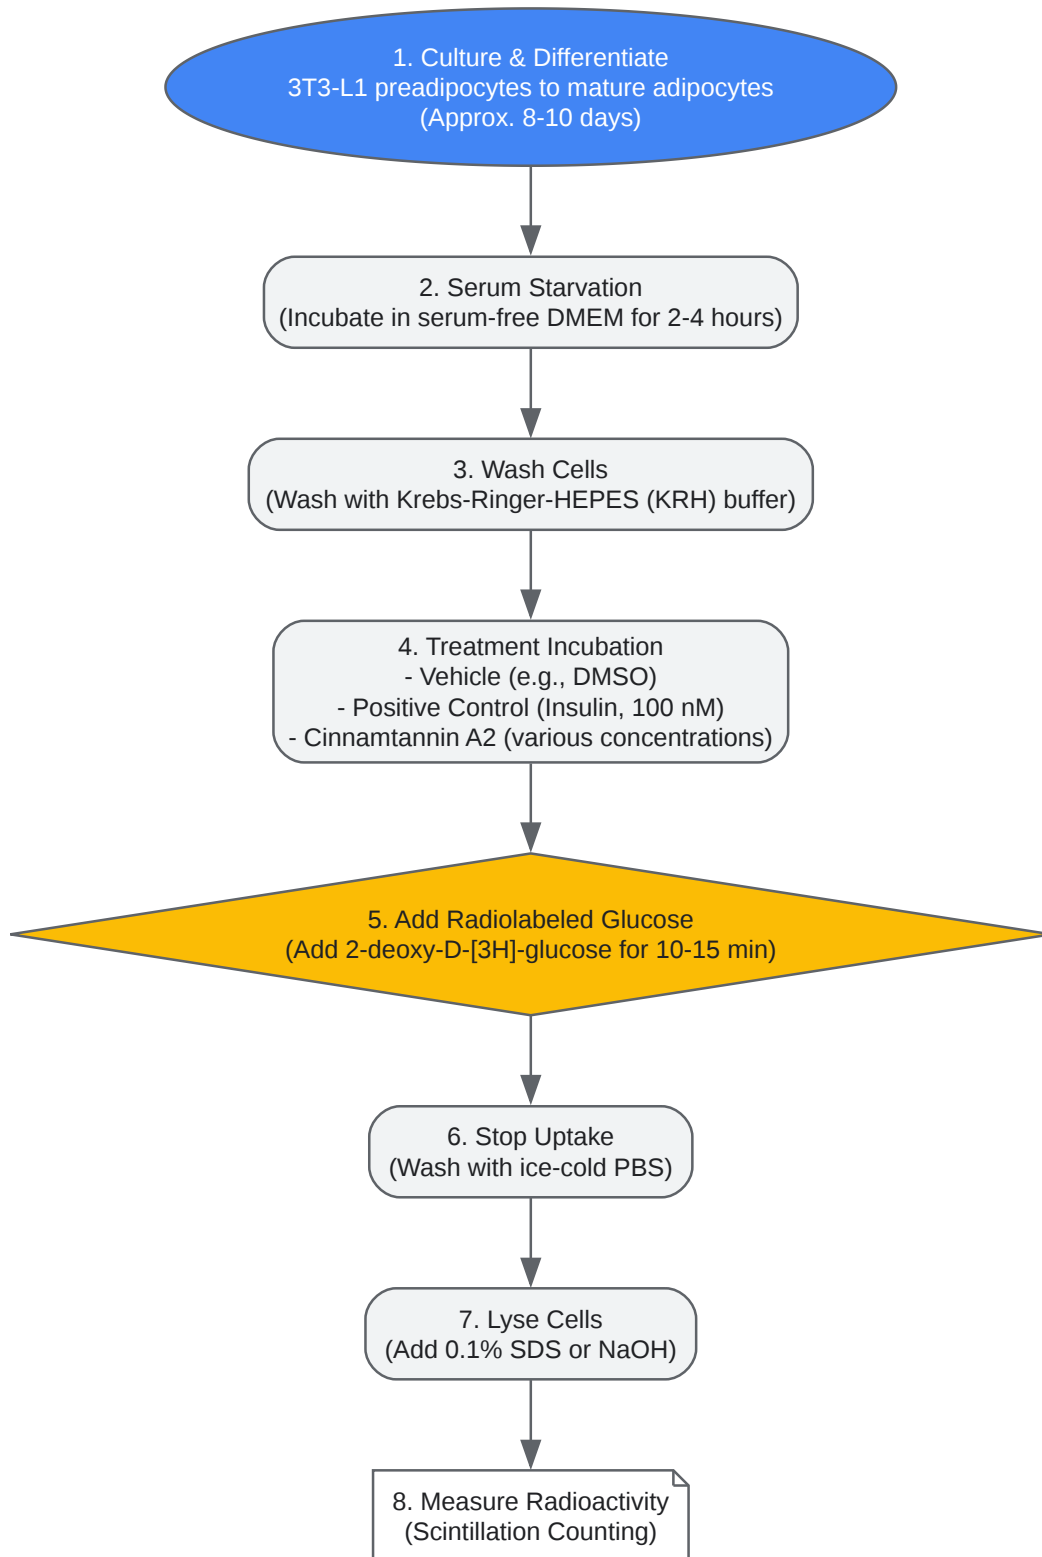 1. Culture & Differentiate
3T3-L1 preadipocytes to mature adipocytes
(Approx. 8-10 days)
2. Serum Starvation
(Incubate in serum-free DMEM for 2-4 hours)
3. Wash Cells
(Wash with Krebs-Ringer-HEPES (KRH) buffer)
4. Treatment Incubation
- Vehicle (e.g., DMSO)
- Positive Control (Insulin, 100 nM)
- Cinnamtannin A2 (various concentrations)
5. Add Radiolabeled Glucose
(Add 2-deoxy-D-[3H]-glucose for 10-15 min)
6. Stop Uptake
(Wash with ice-cold PBS)
7. Lyse Cells
(Add 0.1% SDS or NaOH)
8. Measure Radioactivity
(Scintillation Counting)